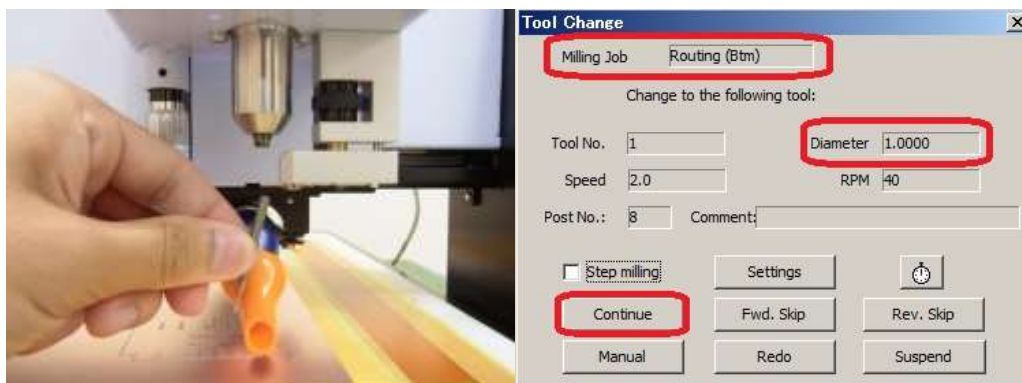 Tool Change
Milling Job Routing (Btm)
Change to the following tool:
Tool No. 1 Diameter 1.0000
Speed 2.0 RPM 40
Post No.: 8 Comment:
Step milling Settings
Continue Fwd. Skip Rev. Skip
Manual Redo Suspend